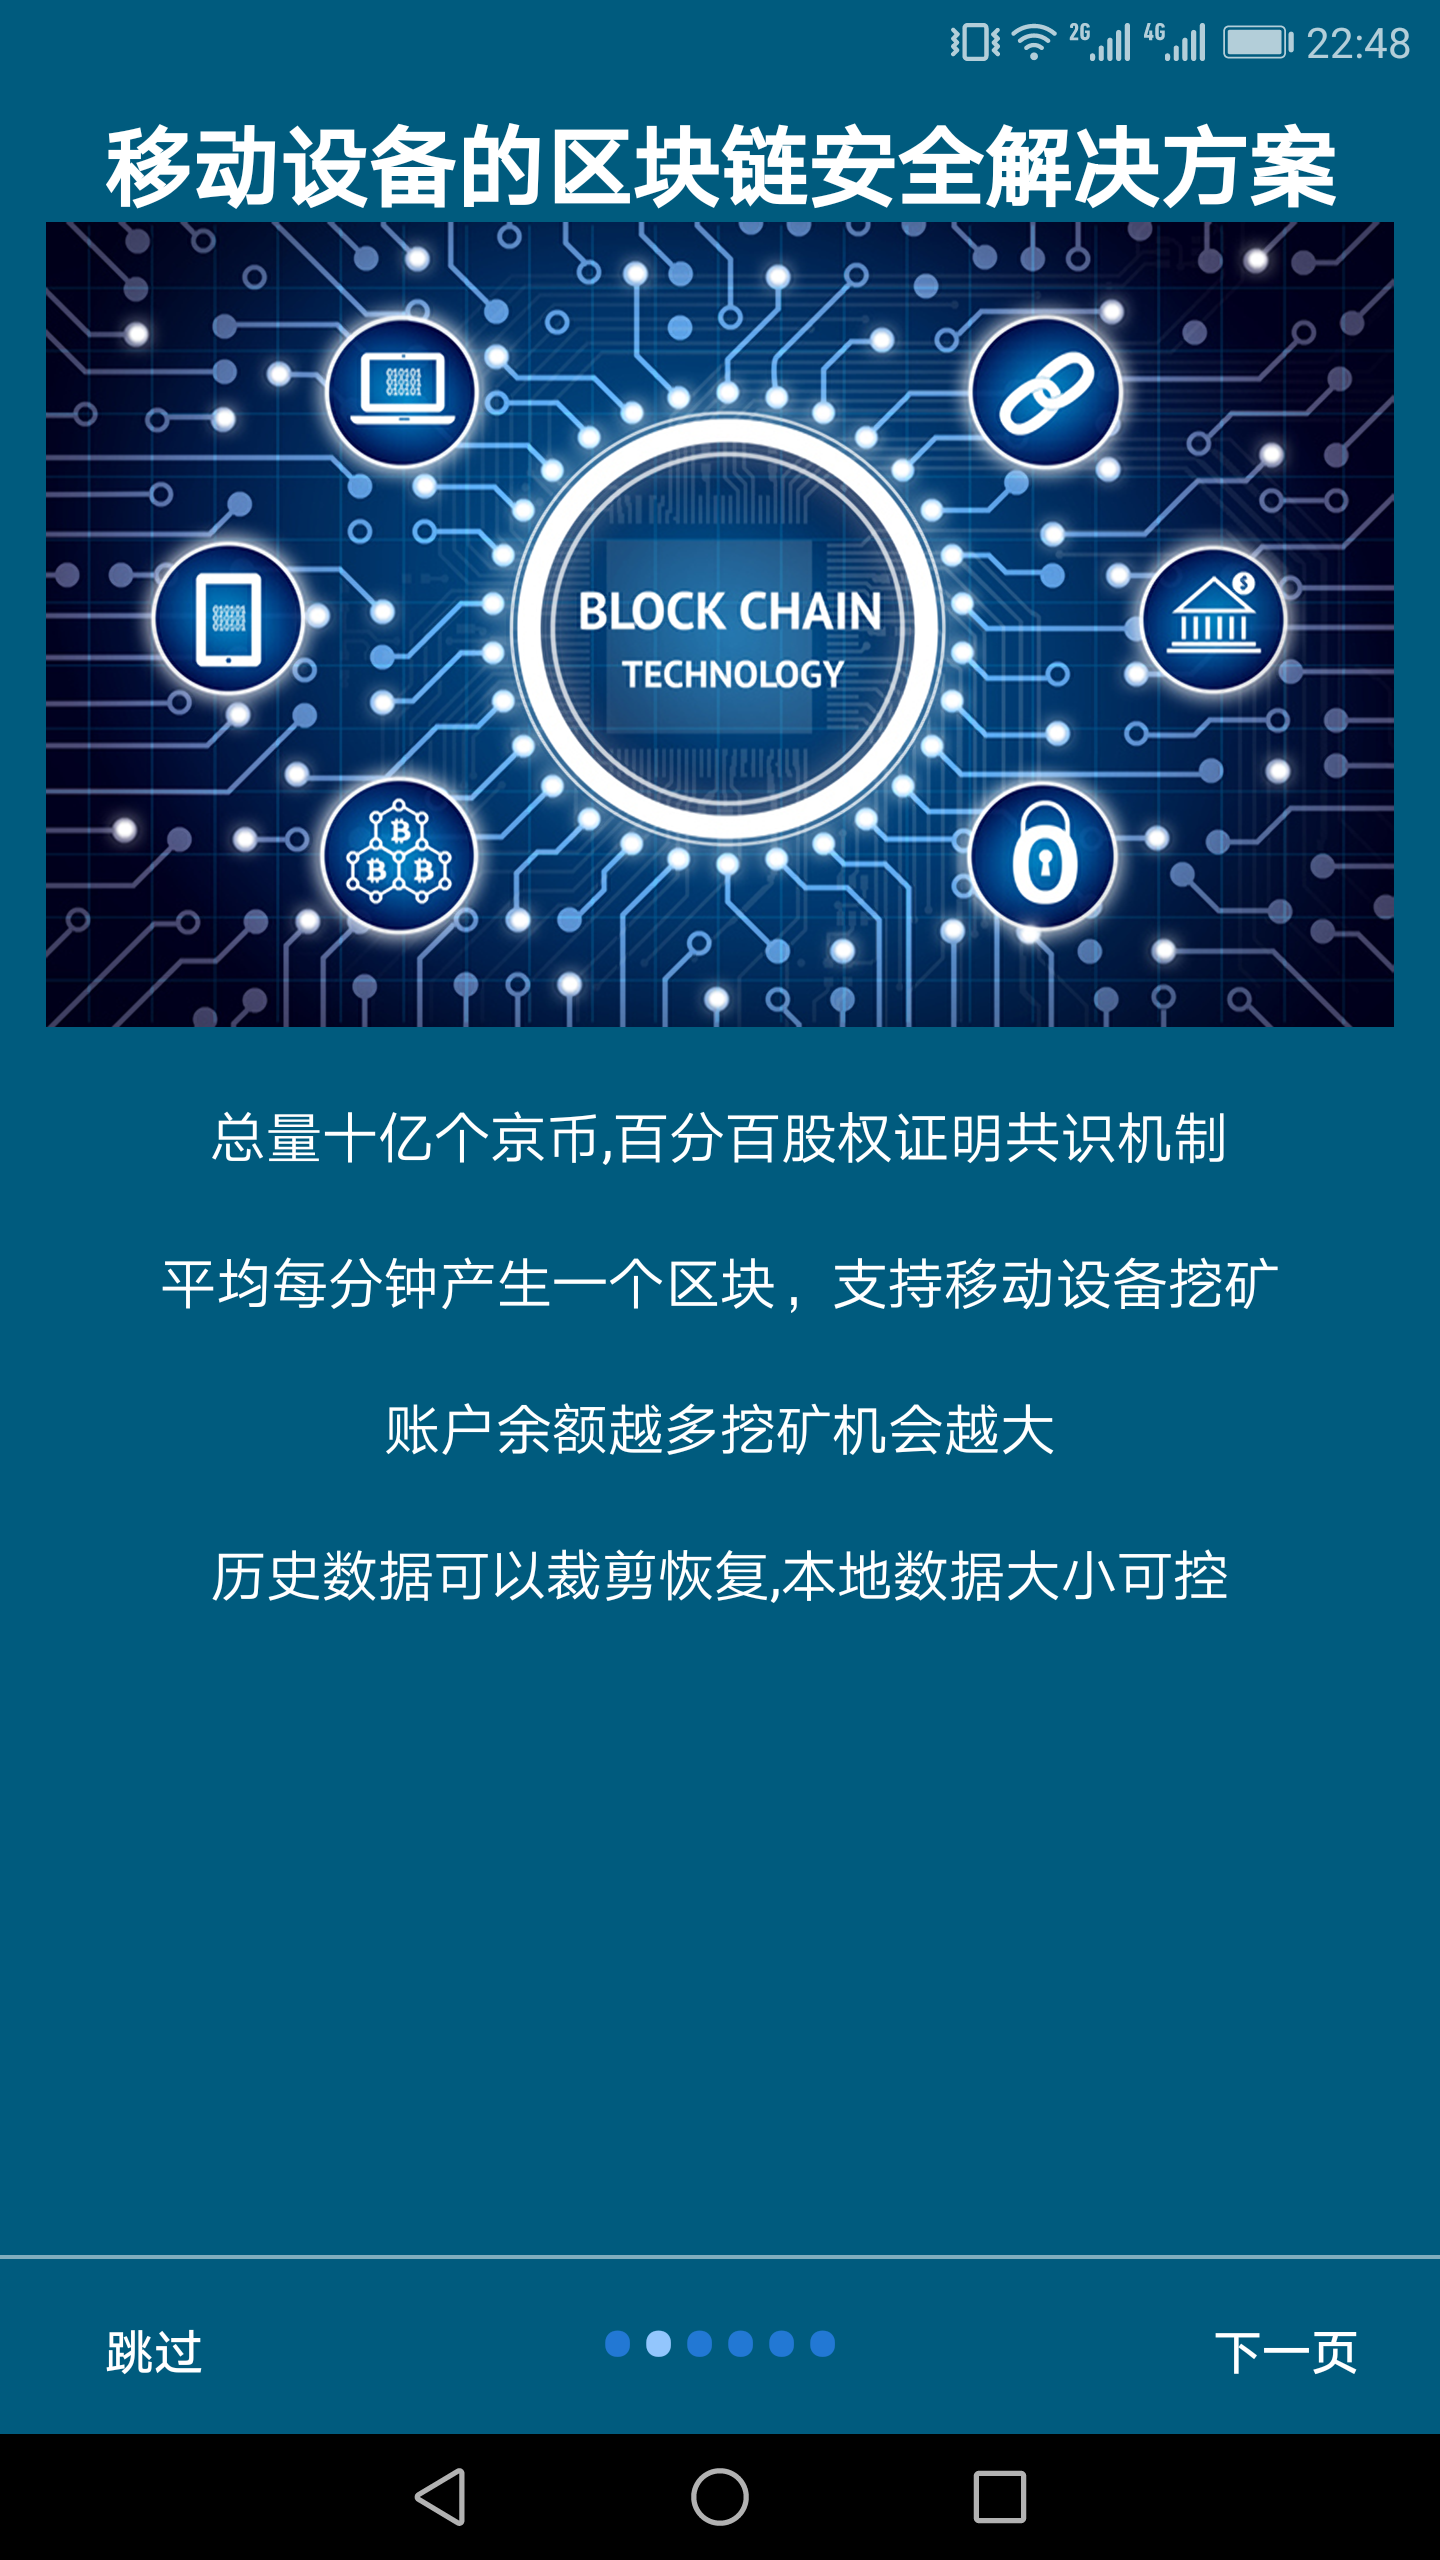 2G 4G 22:48
移动设备的区块链安全解决方案
BLOCK CHAIN
TECHNOLOGY
总量十亿个京币,百分百股权证明共识机制
平均每分钟产生一个区块，支持移动设备挖矿
账户余额越多挖矿机会越大
历史数据可以裁剪恢复,本地数据大小可控
跳过
下一页